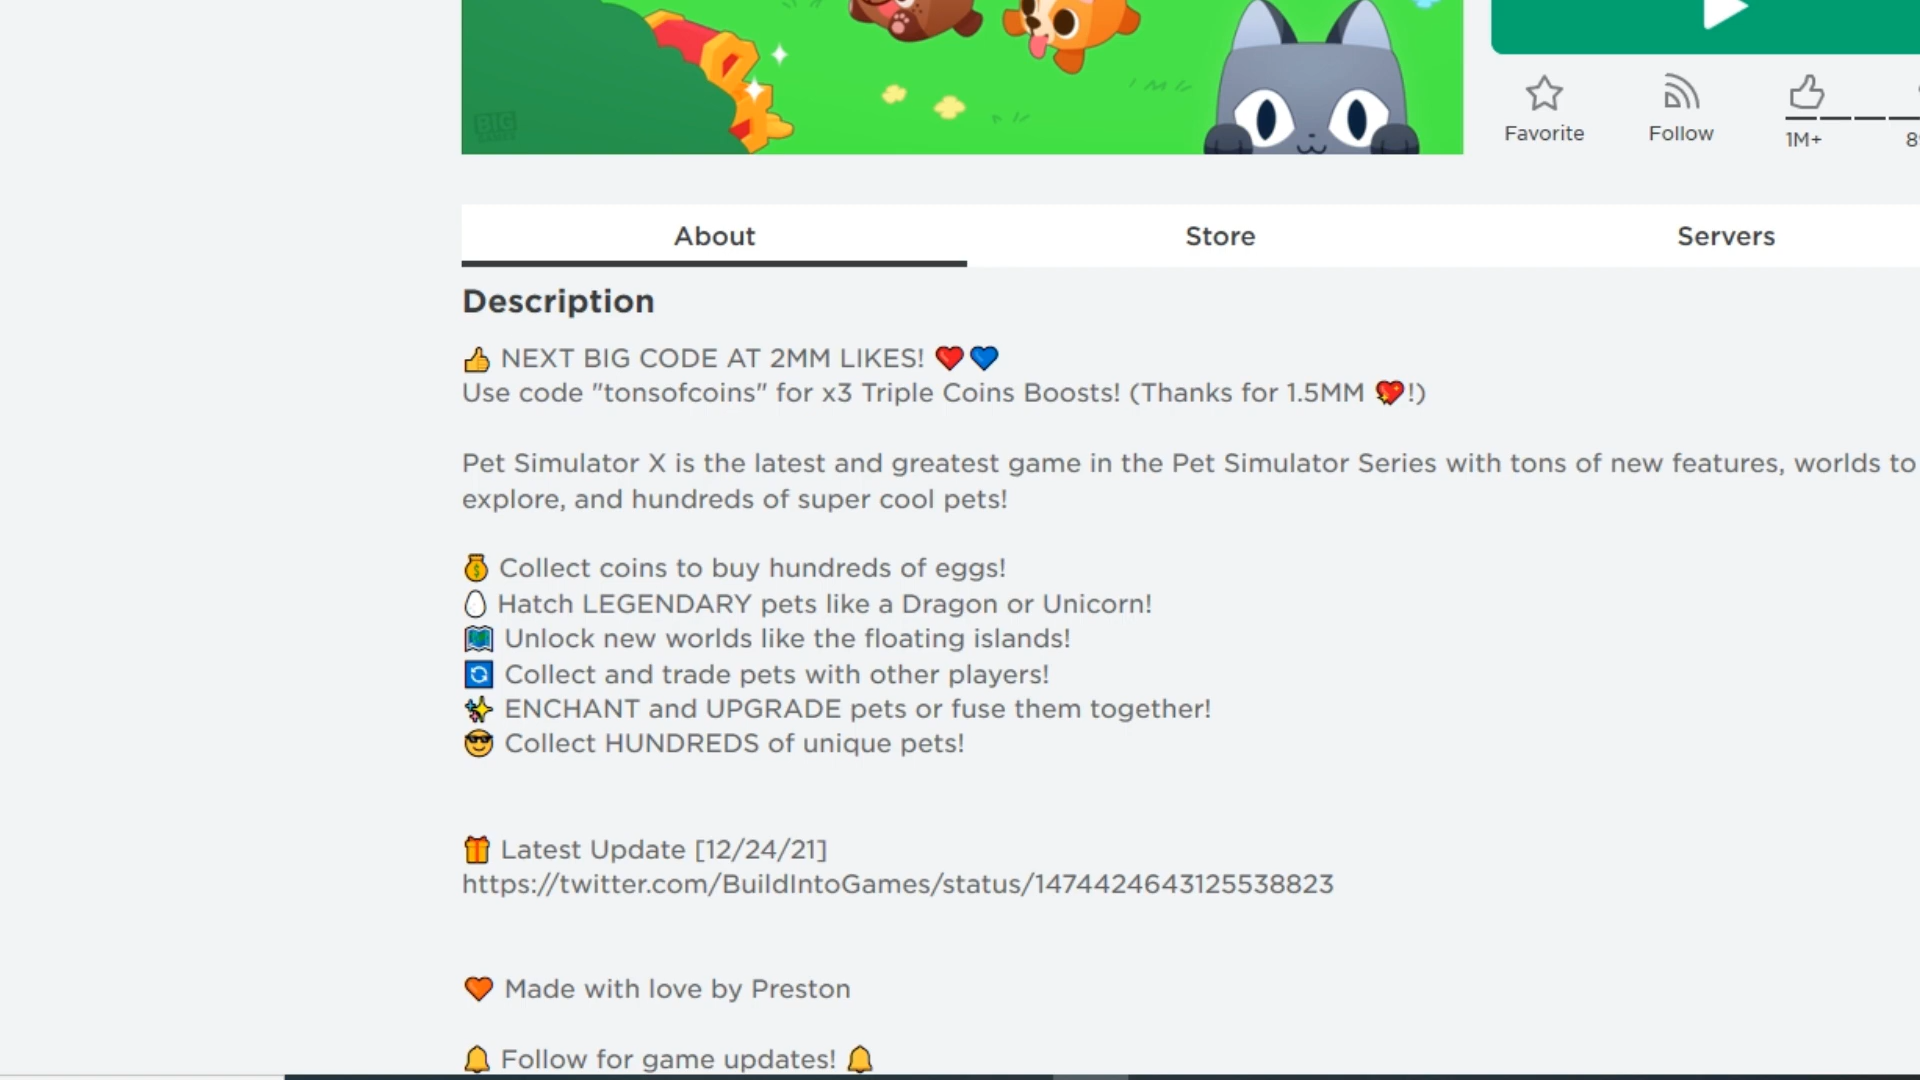 BIG
Favorite
Follow
1M+
About
Store
Servers
Description
👍 NEXT BIG CODE AT 2MM LIKES! ❤️💙
Use code "tonsofcoins" for x3 Triple Coins Boosts! (Thanks for 1.5MM 💖!)
Pet Simulator X is the latest and greatest game in the Pet Simulator Series with tons of new features, worlds to
explore, and hundreds of super cool pets!
💰 Collect coins to buy hundreds of eggs!
🥚 Hatch LEGENDARY pets like a Dragon or Unicorn!
🗺️ Unlock new worlds like the floating islands!
🔄 Collect and trade pets with other players!
✨ ENCHANT and UPGRADE pets or fuse them together!
😎 Collect HUNDREDS of unique pets!
🎁 Latest Update [12/24/21]
https://twitter.com/BuildIntoGames/status/1474424643125538823
🧡 Made with love by Preston
🔔 Follow for game updates! 🔔